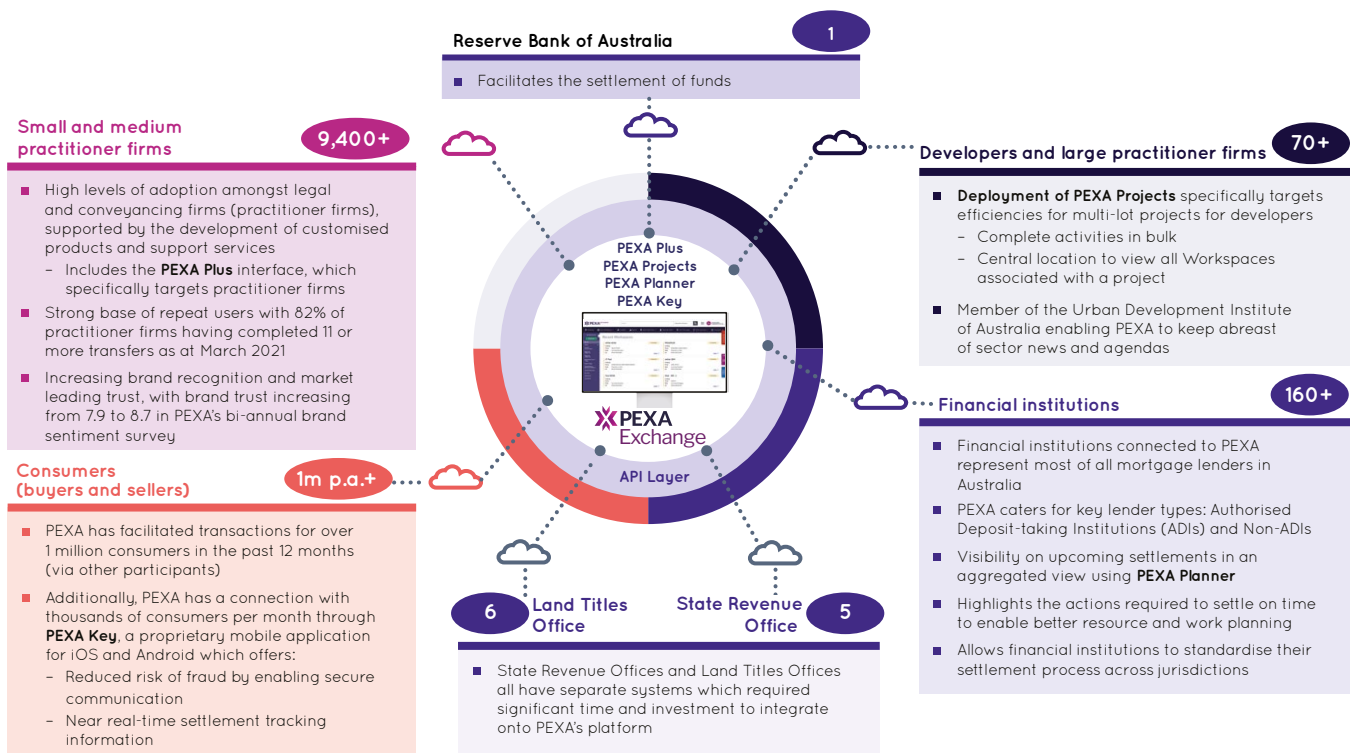 Reserve Bank of Australia
1
■ Facilitates the settlement of funds
Small and medium
practitioner firms
9,400+
■ High levels of adoption amongst legal
and conveyancing firms (practitioner firms),
supported by the development of customised
products and support services
– Includes the PEXA Plus interface, which
specifically targets practitioner firms
■ Strong base of repeat users with 82% of
practitioner firms having completed 11 or
more transfers as at March 2021
■ Increasing brand recognition and market
leading trust, with brand trust increasing
from 7.9 to 8.7 in PEXA's bi-annual brand
sentiment survey
Consumers
(buyers and sellers)
1m p.a.+
■ PEXA has facilitated transactions for over
1 million consumers in the past 12 months
(via other participants)
■ Additionally, PEXA has a connection with
thousands of consumers per month through
PEXA Key, a proprietary mobile application
for iOS and Android which offers:
– Reduced risk of fraud by enabling secure
communication
– Near real-time settlement tracking
information
PEXA Plus
PEXA Projects
PEXA Planner
PEXA Key
PEXA
Exchange
API Layer
6
Land Titles
Office
State Revenue
Office
5
■ State Revenue Offices and Land Titles Offices
all have separate systems which required
significant time and investment to integrate
onto PEXA's platform
Developers and large practitioner firms
70+
■ Deployment of PEXA Projects specifically targets
efficiencies for multi-lot projects for developers
– Complete activities in bulk
– Central location to view all Workspaces
associated with a project
■ Member of the Urban Development Institute
of Australia enabling PEXA to keep abreast
of sector news and agendas
Financial institutions
160+
■ Financial institutions connected to PEXA
represent most of all mortgage lenders in
Australia
■ PEXA caters for key lender types: Authorised
Deposit-taking Institutions (ADIs) and Non-ADIs
■ Visibility on upcoming settlements in an
aggregated view using PEXA Planner
■ Highlights the actions required to settle on time
to enable better resource and work planning
■ Allows financial institutions to standardise their
settlement process across jurisdictions